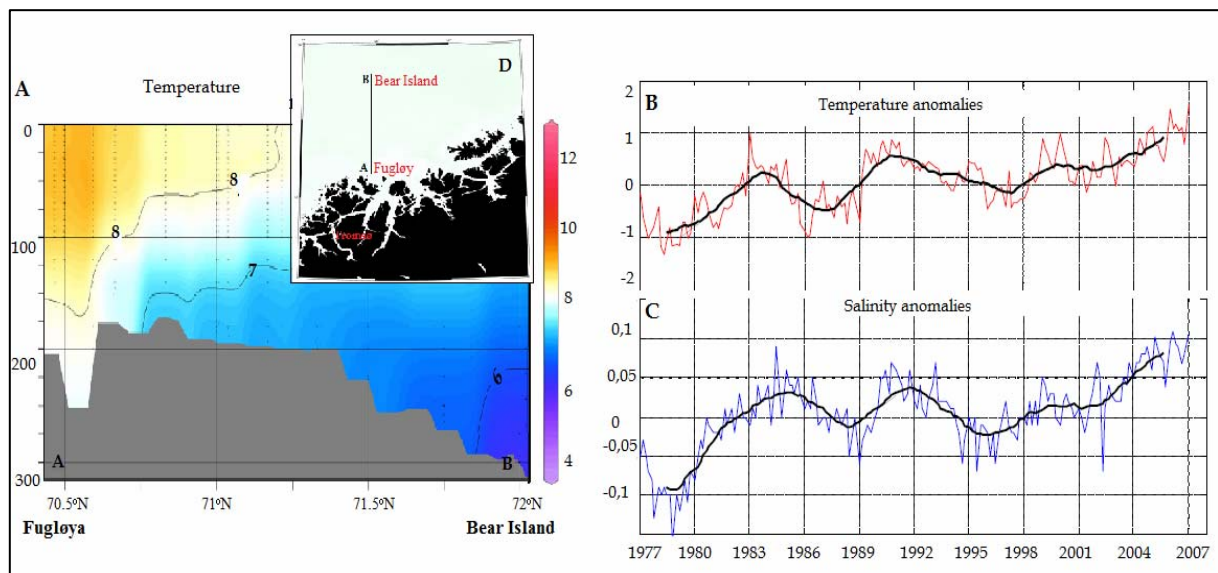 A
Temperature
0
100
200
300
8
8
7
6
A
B
70.5ºN
71ºN
71.5ºN
72ºN
Fugløya
Bear Island
12
10
8
6
4
D
B
Bear Island
A
Fugløy
Tromsø
B
Temperature anomalies
2
1
0
-1
-2
C
Salinity anomalies
0,1
0,05
0
-0,05
-0,1
1977 1980 1983 1986 1989 1992 1995 1998 2001 2004 2007